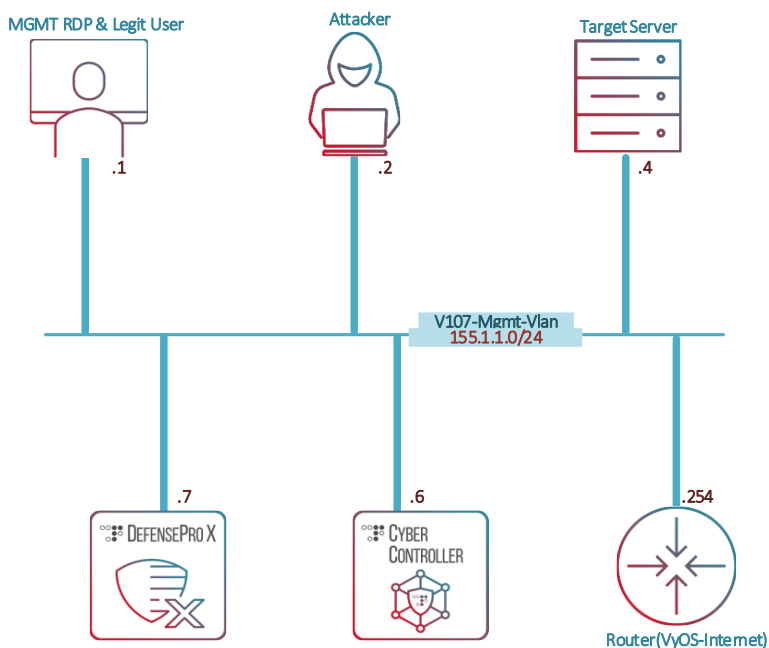 MGMT RDP & Legit User
Attacker
Target Server
.1
.2
.4
V107-Mgmt-Vlan
155.1.1.0/24
.7
.6
.254
DEFENSEPRO X
CYBER
CONTROLLER
X
Router(VyOS-Internet)